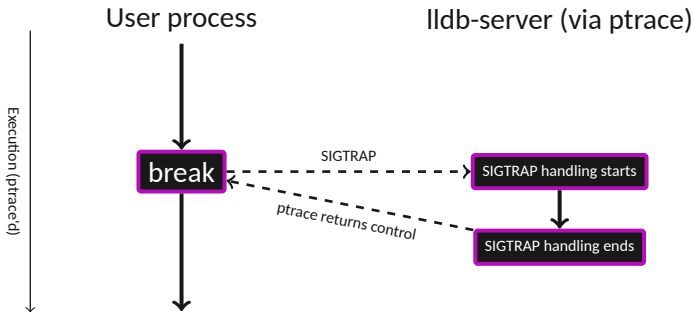 User process
lldb-server (via ptrace)
Execution (ptrace'd)
break
SIGTRAP
SIGTRAP handling starts
ptrace returns control
SIGTRAP handling ends